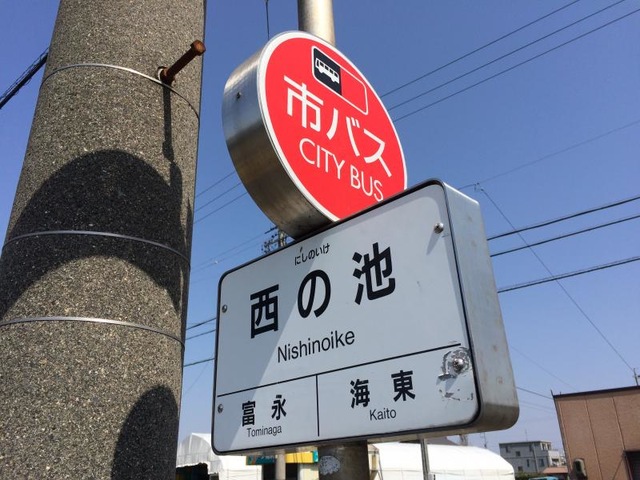 市バス
CITY BUS
にしのいけ
西の池
Nishinoike
富永
Tominaga
海東
Kaito